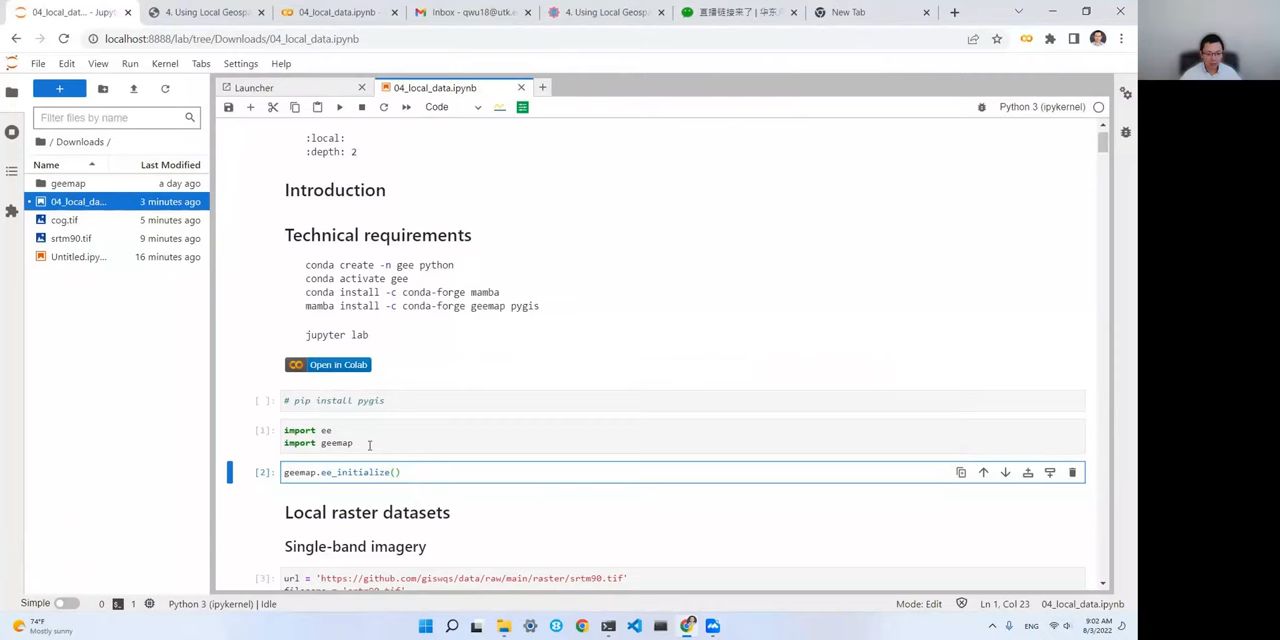 04_local_dat... - Jupyt
4. Using Local Geospa
04_local_data.ipynb -
Inbox - qwu18@utk.e
4. Using Local Geospa
直播链接来了 | 华东
New Tab
localhost:8888/lab/tree/Downloads/04_local_data.ipynb
File Edit View Run Kernel Tabs Settings Help
Launcher
04_local_data.ipynb
Filter files by name
Code
Python 3 (ipykernel)
/ Downloads /
Name Last Modified
geemap a day ago
04_local_da... 3 minutes ago
cog.tif 5 minutes ago
srtm90.tif 9 minutes ago
Untitled.ipy... 16 minutes ago
:local:
:depth: 2
Introduction
Technical requirements
conda create -n gee python
conda activate gee
conda install -c conda-forge mamba
mamba install -c conda-forge geemap pygis
jupyter lab
Open in Colab
[ ]: # pip install pygis
[1]: import ee
import geemap
[2]: geemap.ee_initialize()
Local raster datasets
Single-band imagery
[3]: url = 'https://github.com/giswqs/data/raw/main/raster/srtm90.tif'
filename = 'srtm90.tif'
Simple 0 1 Python 3 (ipykernel) | Idle
Mode: Edit Ln 1, Col 23 04_local_data.ipynb
74°F
Mostly sunny
ENG
9:02 AM
8/3/2022